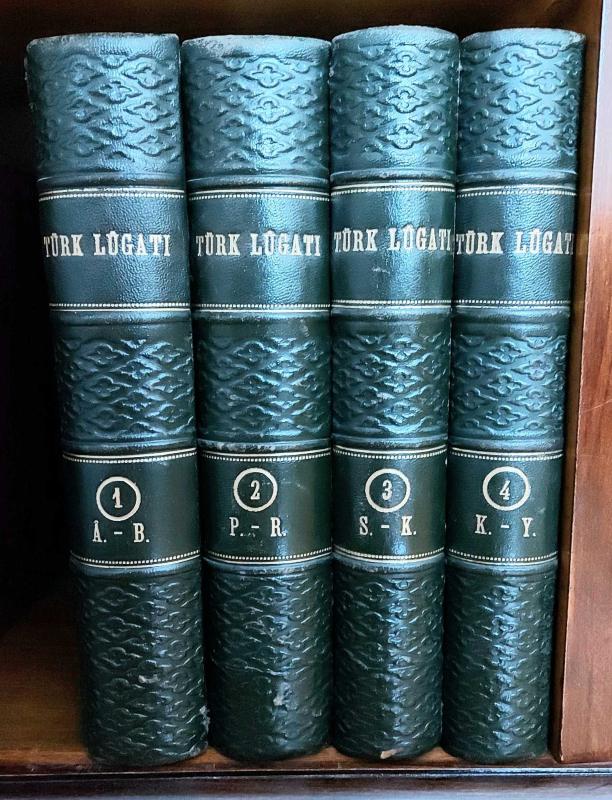 TÜRK LÛGATI
1
Â. - B.
TÜRK LÛGATI
2
P. - R.
TÜRK LÛGATI
3
S. - K.
TÜRK LÛGATI
4
K. - Y.